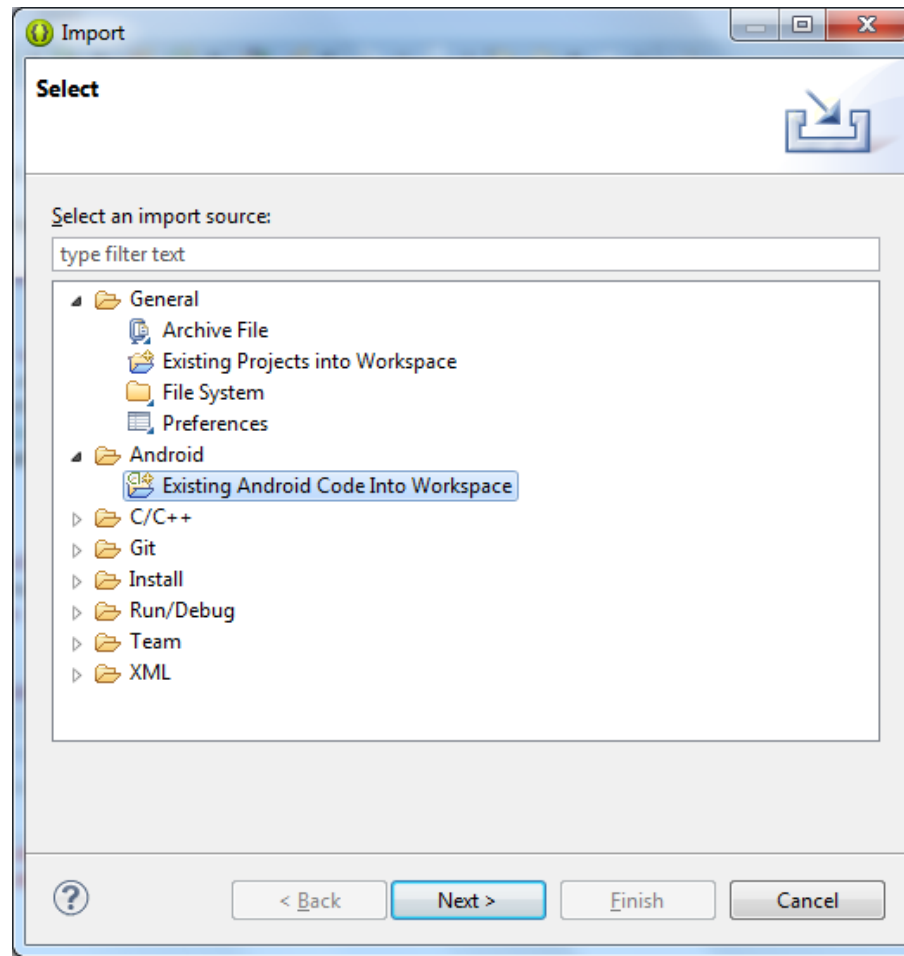 Import
Select
Select an import source:
type filter text
General
Archive File
Existing Projects into Workspace
File System
Preferences
Android
Existing Android Code Into Workspace
C/C++
Git
Install
Run/Debug
Team
XML
?
< Back
Next >
Finish
Cancel